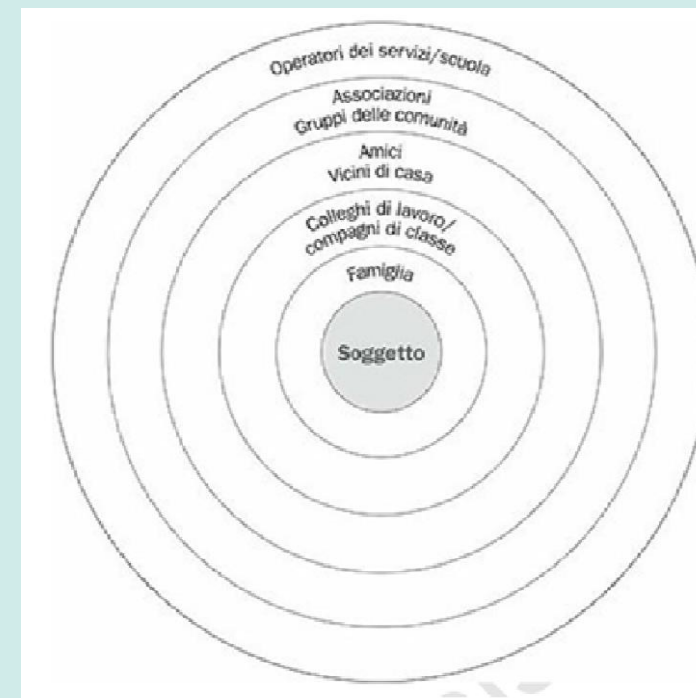 Operatori dei servizi/scuola
Associazioni
Gruppi delle comunità
Amici
Vicini di casa
Colleghi di lavoro/
compagni di classe
Famiglia
Soggetto